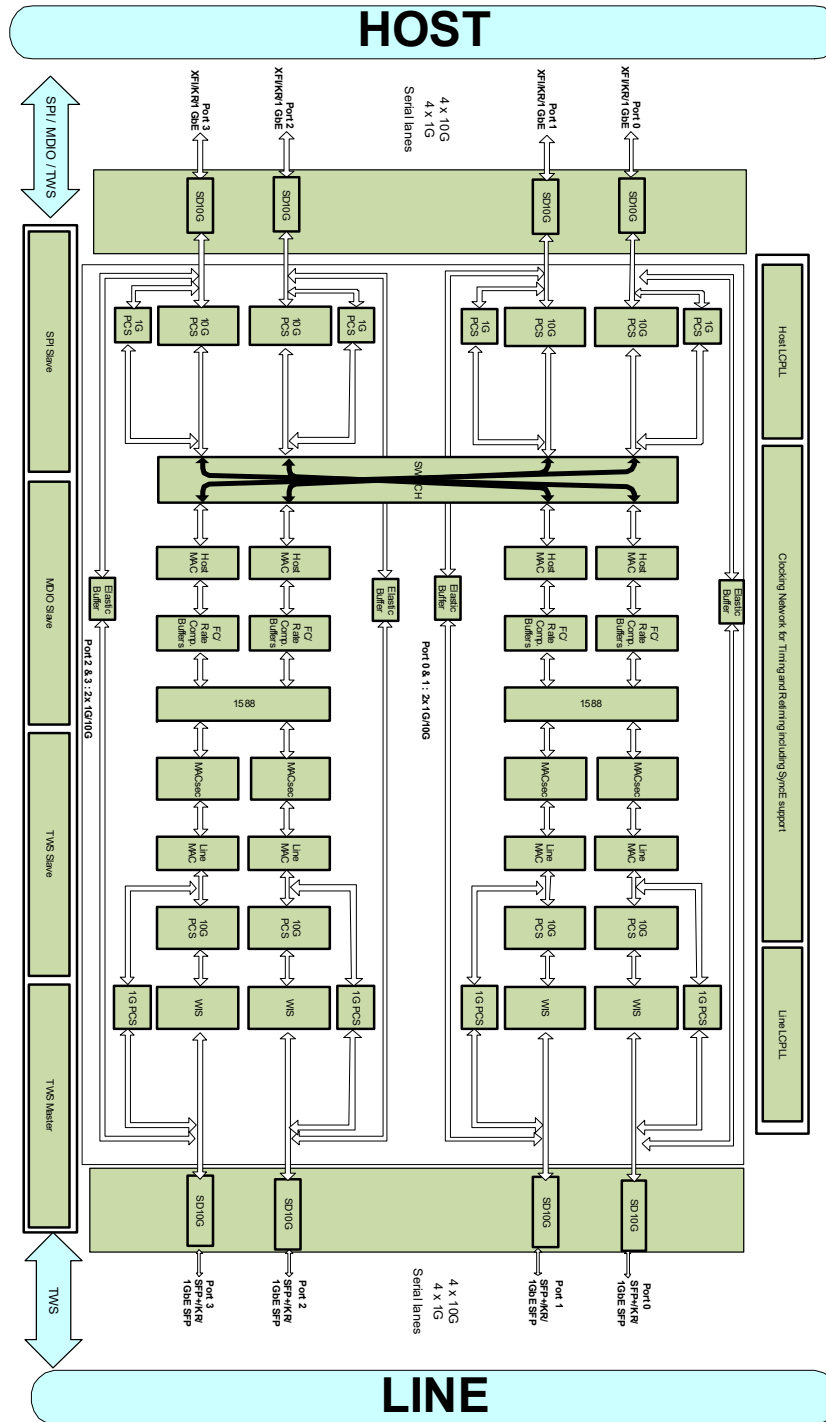 HOST
SPI / MDIO / TWS
Port 3
XFI/KR/1 GbE
Port 2
XFI/KR/1 GbE
4 x 10G
4 x 1G
Serial lanes
Port 1
XFI/KR/1 GbE
Port 0
XFI/KR/1 GbE
SD10G
SD10G
SD10G
SD10G
1G
PCS
10G
PCS
10G
PCS
1G
PCS
1G
PCS
10G
PCS
10G
PCS
1G
PCS
SWITCH
Host
MAC
Host
MAC
Host
MAC
Host
MAC
Elastic
Buffer
Elastic
Buffer
Elastic
Buffer
Elastic
Buffer
FC/
Rate
Comp.
Buffers
FC/
Rate
Comp.
Buffers
FC/
Rate
Comp.
Buffers
FC/
Rate
Comp.
Buffers
Port 2 & 3 : 2x 1G/10G
Port 0 & 1 : 2x 1G/10G
1588
1588
MACsec
MACsec
MACsec
MACsec
Line
MAC
Line
MAC
Line
MAC
Line
MAC
10G
PCS
10G
PCS
10G
PCS
10G
PCS
1G PCS
WIS
WIS
1G PCS
1G PCS
WIS
WIS
1G PCS
SD10G
SD10G
SD10G
SD10G
Port 3
SFP+/KR/
1GbE SFP
Port 2
SFP+/KR/
1GbE SFP
4 x 10G
4 x 1G
Serial lanes
Port 1
SFP+/KR/
1GbE SFP
Port 0
SFP+/KR/
1GbE SFP
SPI Slave
MDIO Slave
TWS Slave
TWS Master
Host LCPLL
Clocking Network for Timing and Retiming including SyncE support
Line LCPLL
TWS
LINE